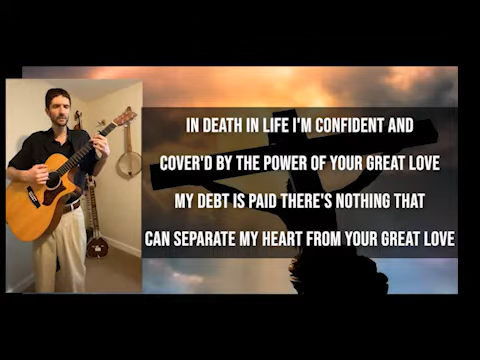 IN DEATH IN LIFE I'M CONFIDENT AND
COVER'D BY THE POWER OF YOUR GREAT LOVE
MY DEBT IS PAID THERE'S NOTHING THAT
CAN SEPARATE MY HEART FROM YOUR GREAT LOVE